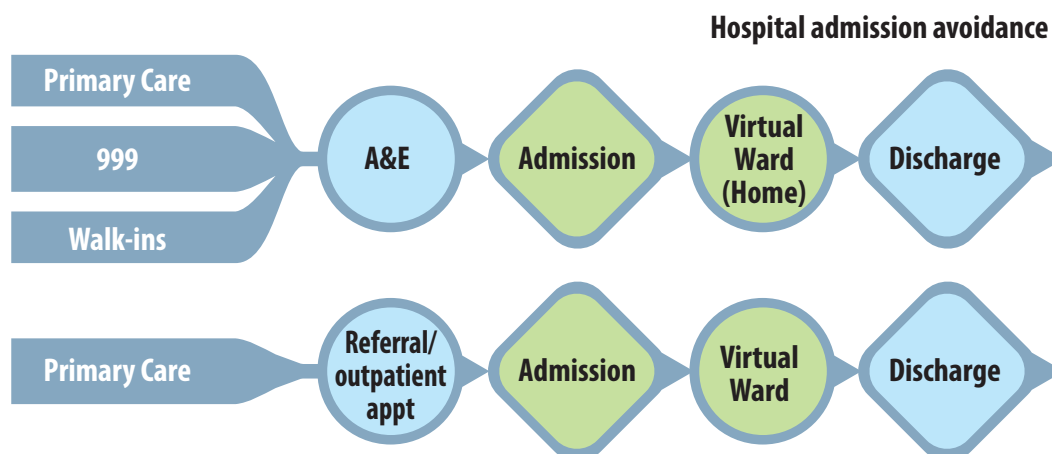 Hospital admission avoidance
Primary Care
999
Walk-ins
A&E
Admission
Virtual
Ward
(Home)
Discharge
Primary Care
Referral/
outpatient
appt
Admission
Virtual
Ward
Discharge